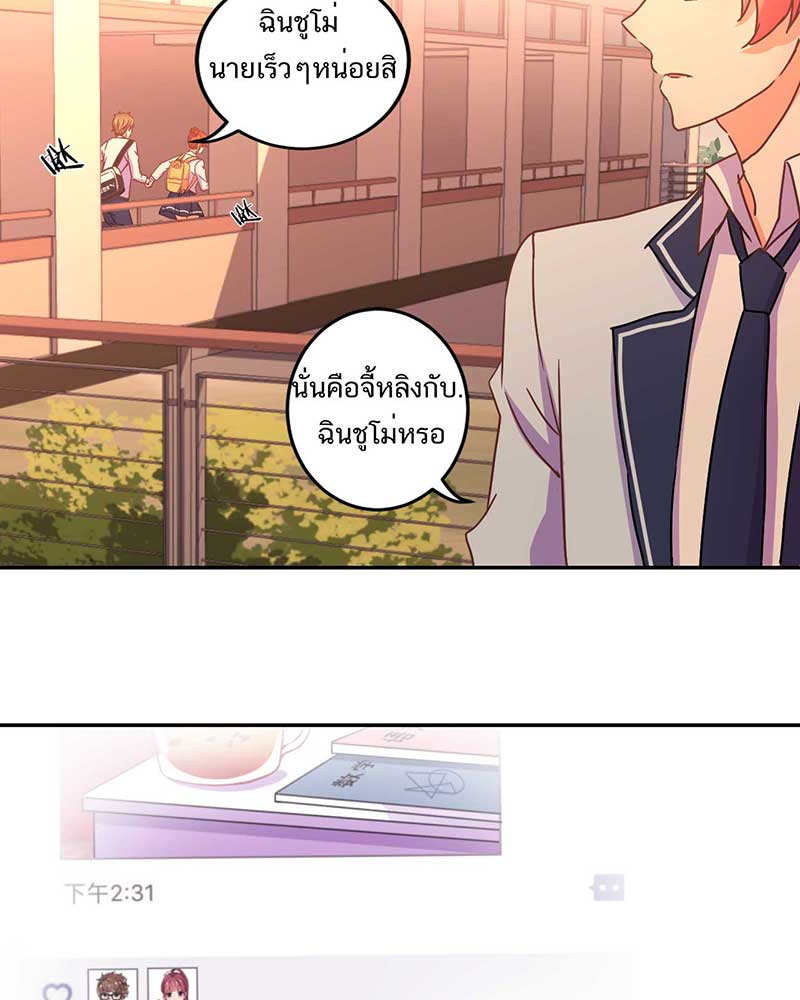 ฉินชูโม่
นายเร็วๆหน่อยสิ
นั่นคือจี้หลิงกับ.
ฉินชูโม่หรอ
数学
下午2:31